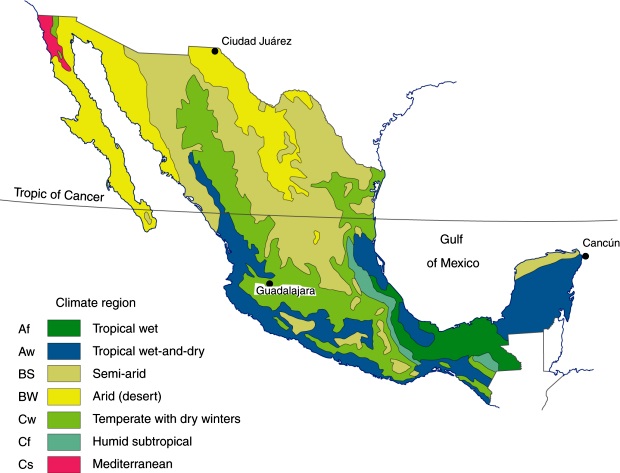 Ciudad Juárez
Tropic of Cancer
Gulf
of Mexico
Cancún
Guadalajara
Climate region
Af Tropical wet
Aw Tropical wet-and-dry
BS Semi-arid
BW Arid (desert)
Cw Temperate with dry winters
Cf Humid subtropical
Cs Mediterranean